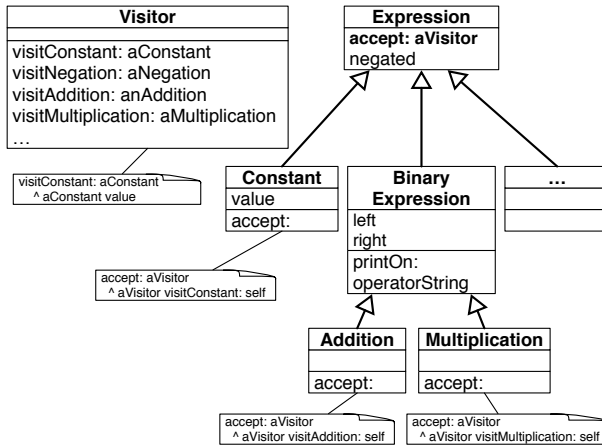 Visitor
visitConstant: aConstant
visitNegation: aNegation
visitAddition: anAddition
visitMultiplication: aMultiplication
...
visitConstant: aConstant
^ aConstant value
Expression
accept: aVisitor
negated
Constant
value
accept:
accept: aVisitor
^ aVisitor visitConstant: self
Binary
Expression
left
right
printOn:
operatorString
...
Addition
accept:
accept: aVisitor
^ aVisitor visitAddition: self
Multiplication
accept:
accept: aVisitor
^ aVisitor visitMultiplication: self